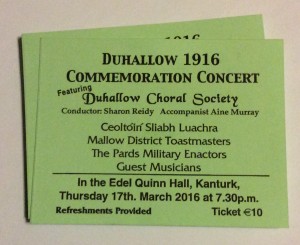 1916
DUHALLOW 1916
COMMEMORATION CONCERT
Featuring
Duhallow Choral Society
Conductor: Sharon Reidy Accompanist Aine Murray
Ceoltóirí Sliabh Luachra
Mallow District Toastmasters
The Pards Military Enactors
Guest Musicians
In the Edel Quinn Hall, Kanturk,
Thursday 17th. March 2016 at 7.30p.m.
Refreshments Provided Ticket €10